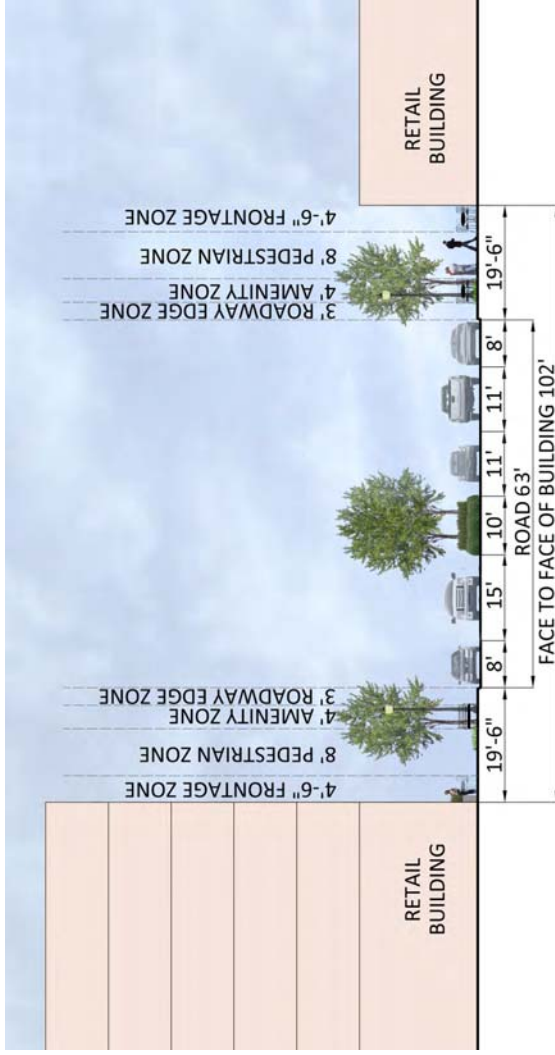 4'-6" FRONTAGE ZONE
8' PEDESTRIAN ZONE
4' AMENITY ZONE
3' ROADWAY EDGE ZONE
3' ROADWAY EDGE ZONE
4' AMENITY ZONE
8' PEDESTRIAN ZONE
4'-6" FRONTAGE ZONE
RETAIL
BUILDING
RETAIL
BUILDING
19'-6"
8'
15'
10'
11'
11'
8'
19'-6"
ROAD 63'
FACE TO FACE OF BUILDING 102'